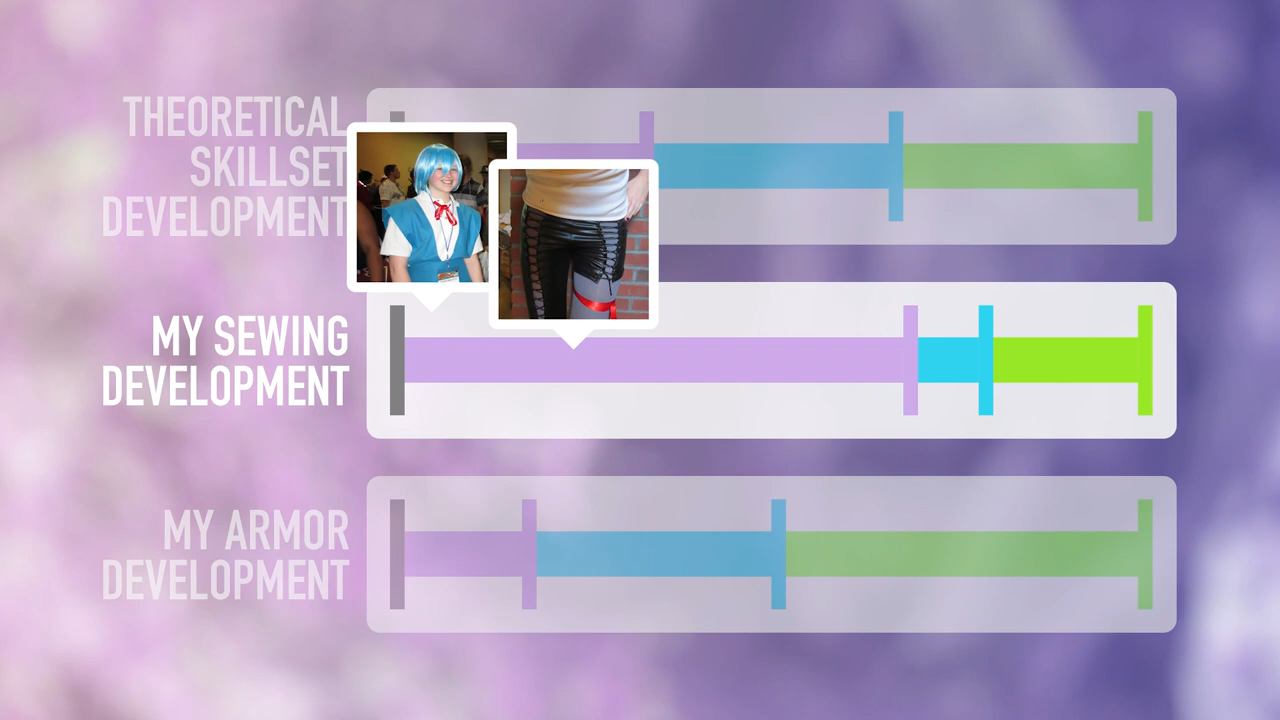 THEORETICAL
SKILLSET
DEVELOPMENT
MY SEWING
DEVELOPMENT
MY ARMOR
DEVELOPMENT